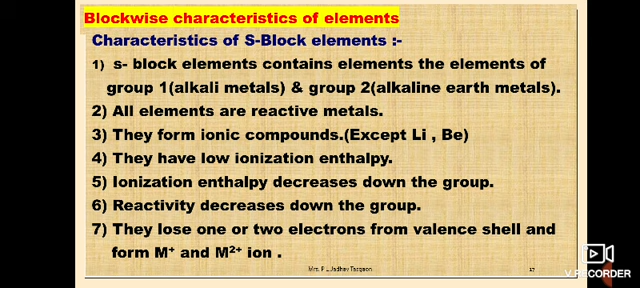 Blockwise characteristics of elements
Characteristics of S-Block elements :-
1) s- block elements contains elements the elements of
group 1(alkali metals) & group 2(alkaline earth metals).
2) All elements are reactive metals.
3) They form ionic compounds.(Except Li , Be)
4) They have low ionization enthalpy.
5) Ionization enthalpy decreases down the group.
6) Reactivity decreases down the group.
7) They lose one or two electrons from valence shell and
form M⁺ and M²⁺ ion .
Mrs. P L Jadhav Tasgaon
17
V RECORDER